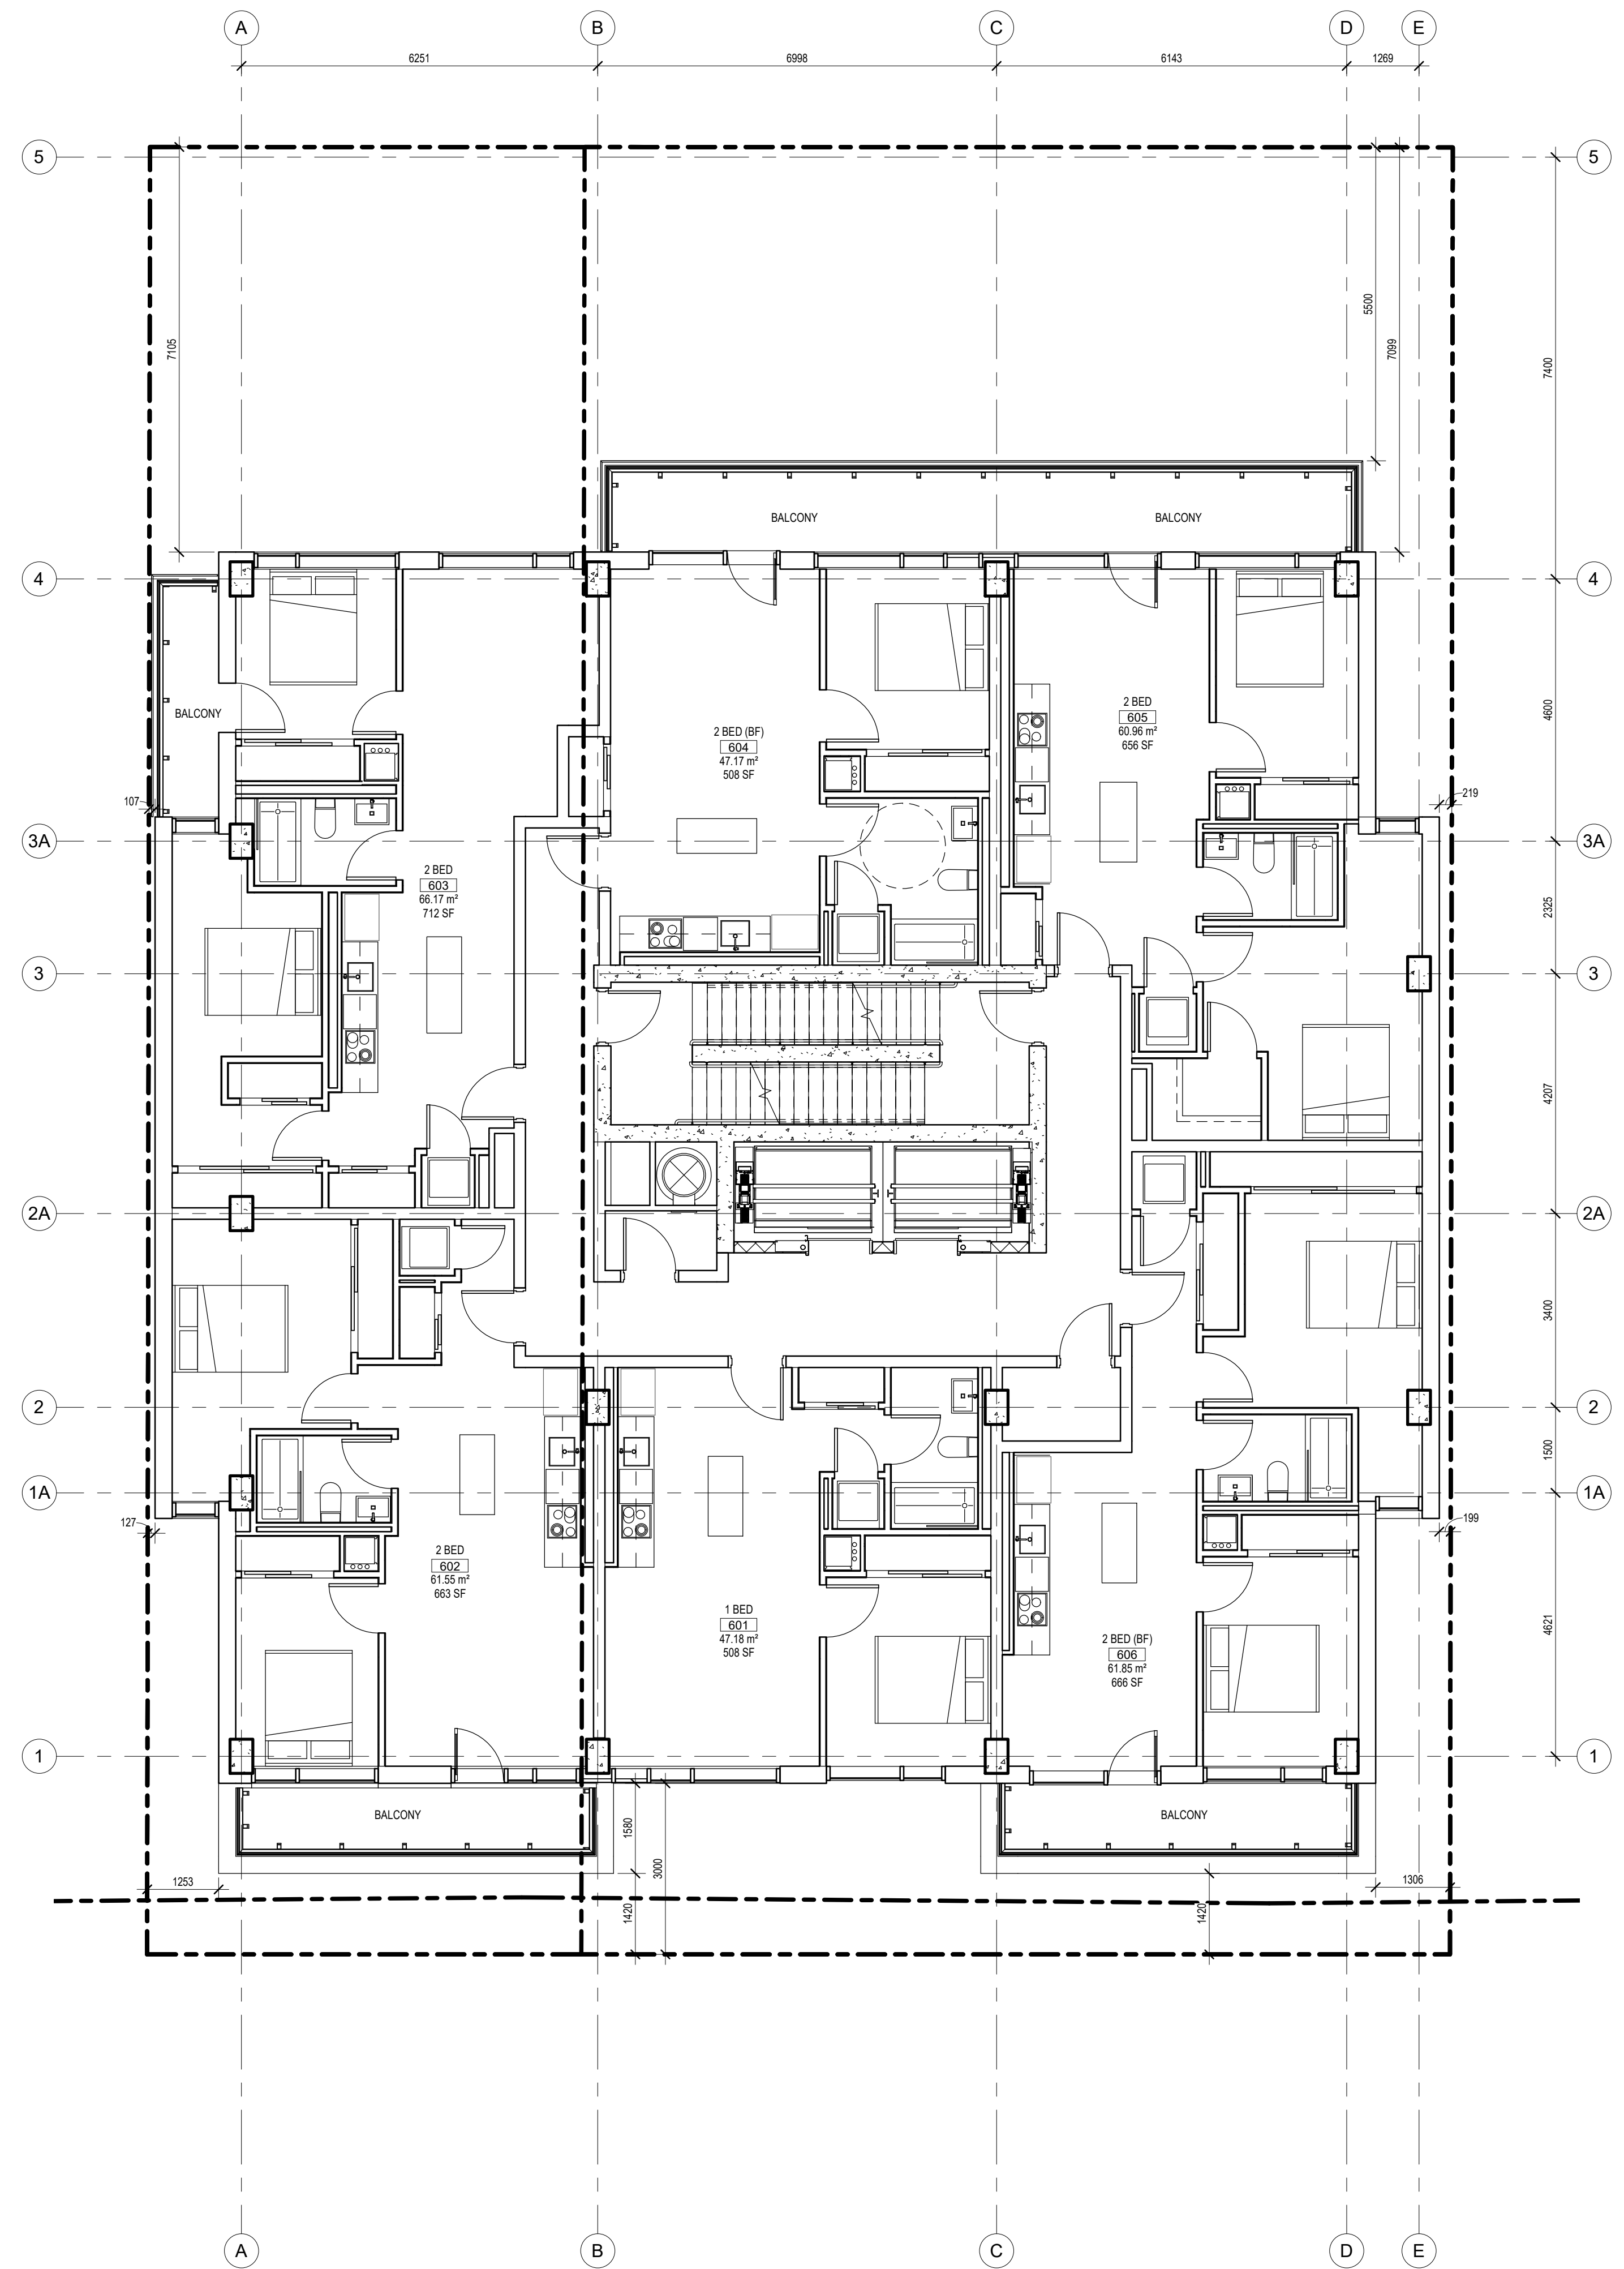 A
B
C
D
E
6251
6998
6143
1269
5
5
7105
5500
7099
7400
BALCONY
BALCONY
4
4
BALCONY
2 BED
605
60.96 m²
656 SF
4600
2 BED (BF)
604
47.17 m²
508 SF
107
219
3A
3A
2 BED
603
66.17 m²
712 SF
2325
3
3
4207
2A
2A
3400
2
2
1500
1A
1A
127
199
2 BED
602
61.55 m²
663 SF
1 BED
601
47.18 m²
508 SF
2 BED (BF)
606
61.85 m²
666 SF
4621
1
1
BALCONY
BALCONY
1580
3000
1253
1306
1420
1420
A
B
C
D
E